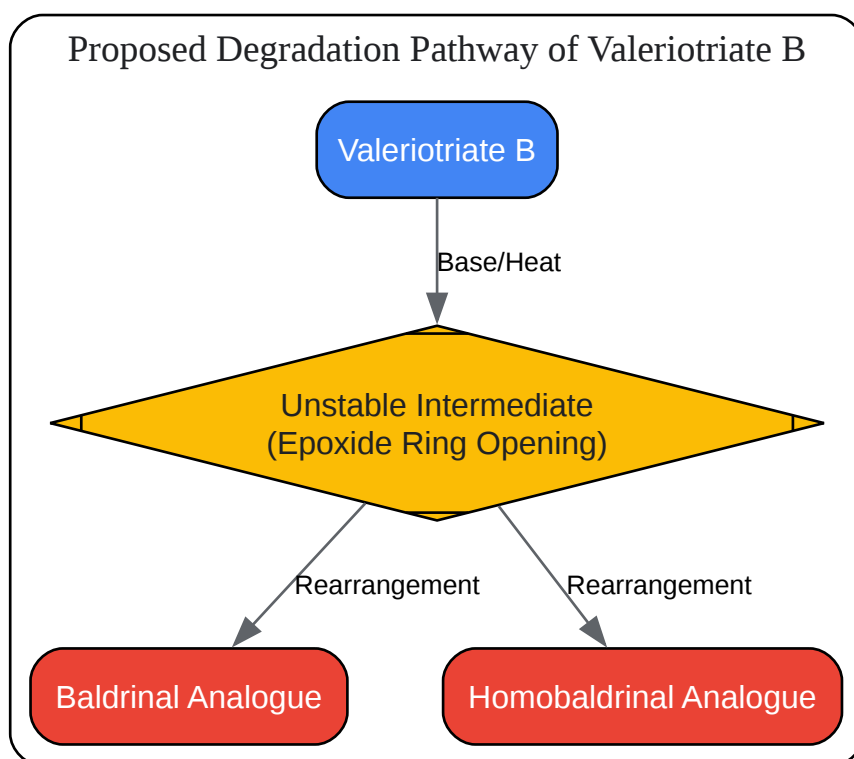 Proposed Degradation Pathway of Valeriotriate B
Valeriotriate B
Base/Heat
Unstable Intermediate
(Epoxide Ring Opening)
Rearrangement
Rearrangement
Baldrinal Analogue
Homobaldrinal Analogue